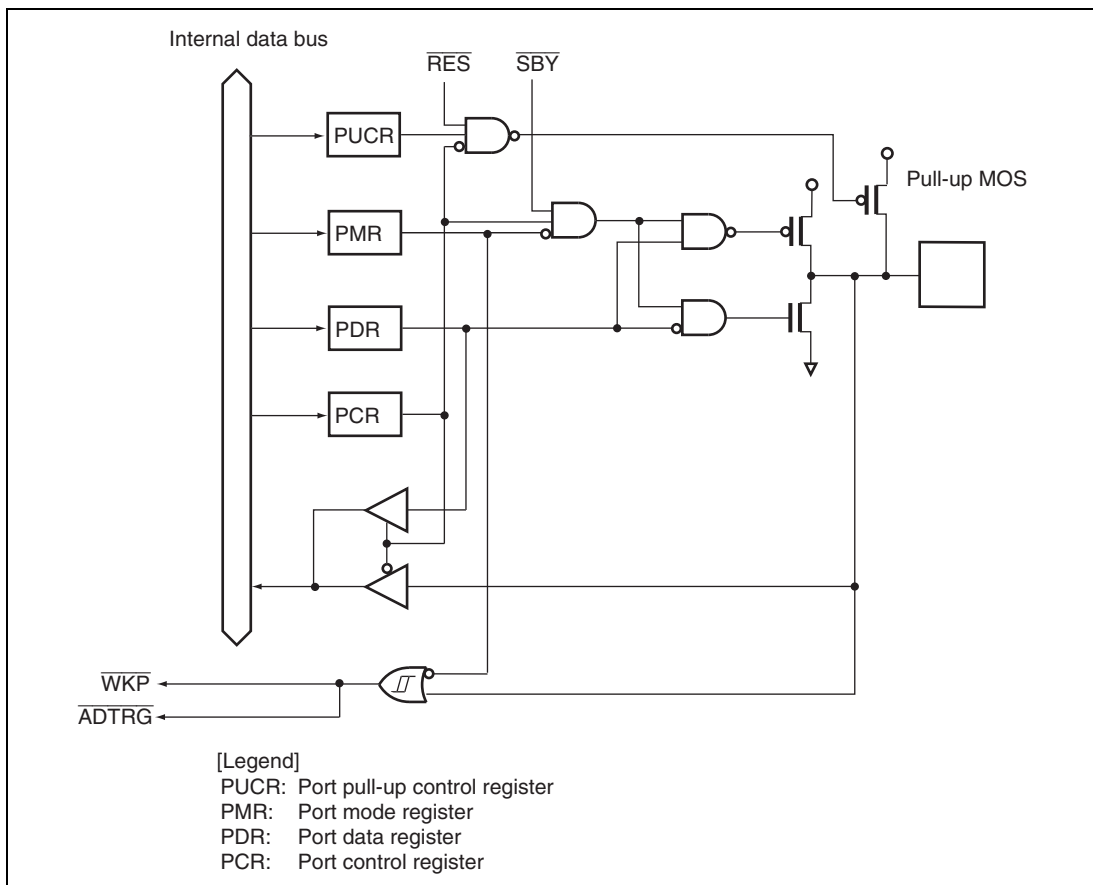 Internal data bus
RES
SBY
PUCR
Pull-up MOS
PMR
PDR
PCR
WKP
ADTRG
[Legend]
PUCR: Port pull-up control register
PMR: Port mode register
PDR: Port data register
PCR: Port control register